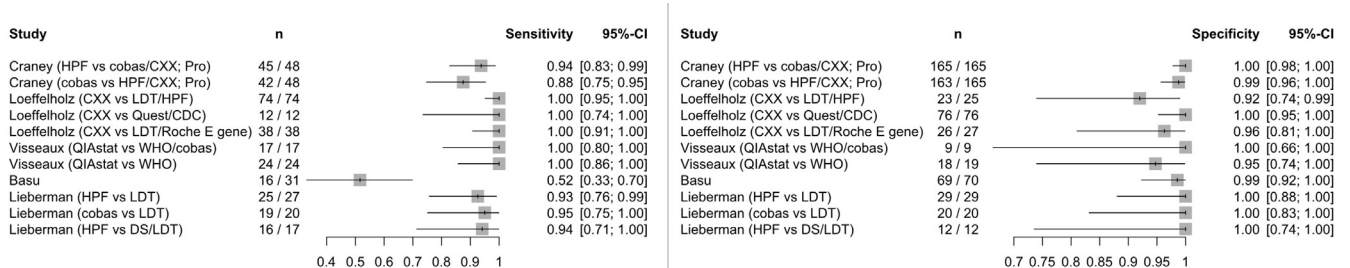 Study n Sensitivity 95%-CI
Craney (HPF vs cobas/CXX; Pro) 45 / 48 0.94 [0.83; 0.99]
Craney (cobas vs HPF/CXX; Pro) 42 / 48 0.88 [0.75; 0.95]
Loeffelholz (CXX vs LDT/HPF) 74 / 74 1.00 [0.95; 1.00]
Loeffelholz (CXX vs Quest/CDC) 12 / 12 1.00 [0.74; 1.00]
Loeffelholz (CXX vs LDT/Roche E gene) 38 / 38 1.00 [0.91; 1.00]
Visseaux (QIAstat vs WHO/cobas) 17 / 17 1.00 [0.80; 1.00]
Visseaux (QIAstat vs WHO) 24 / 24 1.00 [0.86; 1.00]
Basu 16 / 31 0.52 [0.33; 0.70]
Lieberman (HPF vs LDT) 25 / 27 0.93 [0.76; 0.99]
Lieberman (cobas vs LDT) 19 / 20 0.95 [0.75; 1.00]
Lieberman (HPF vs DS/LDT) 16 / 17 0.94 [0.71; 1.00]
0.4 0.5 0.6 0.7 0.8 0.9 1
Study n Specificity 95%-CI
Craney (HPF vs cobas/CXX; Pro) 165 / 165 1.00 [0.98; 1.00]
Craney (cobas vs HPF/CXX; Pro) 163 / 165 0.99 [0.96; 1.00]
Loeffelholz (CXX vs LDT/HPF) 23 / 25 0.92 [0.74; 0.99]
Loeffelholz (CXX vs Quest/CDC) 76 / 76 1.00 [0.95; 1.00]
Loeffelholz (CXX vs LDT/Roche E gene) 26 / 27 0.96 [0.81; 1.00]
Visseaux (QIAstat vs WHO/cobas) 9 / 9 1.00 [0.66; 1.00]
Visseaux (QIAstat vs WHO) 18 / 19 0.95 [0.74; 1.00]
Basu 69 / 70 0.99 [0.92; 1.00]
Lieberman (HPF vs LDT) 29 / 29 1.00 [0.88; 1.00]
Lieberman (cobas vs LDT) 20 / 20 1.00 [0.83; 1.00]
Lieberman (HPF vs DS/LDT) 12 / 12 1.00 [0.74; 1.00]
0.7 0.75 0.8 0.85 0.9 0.95 1